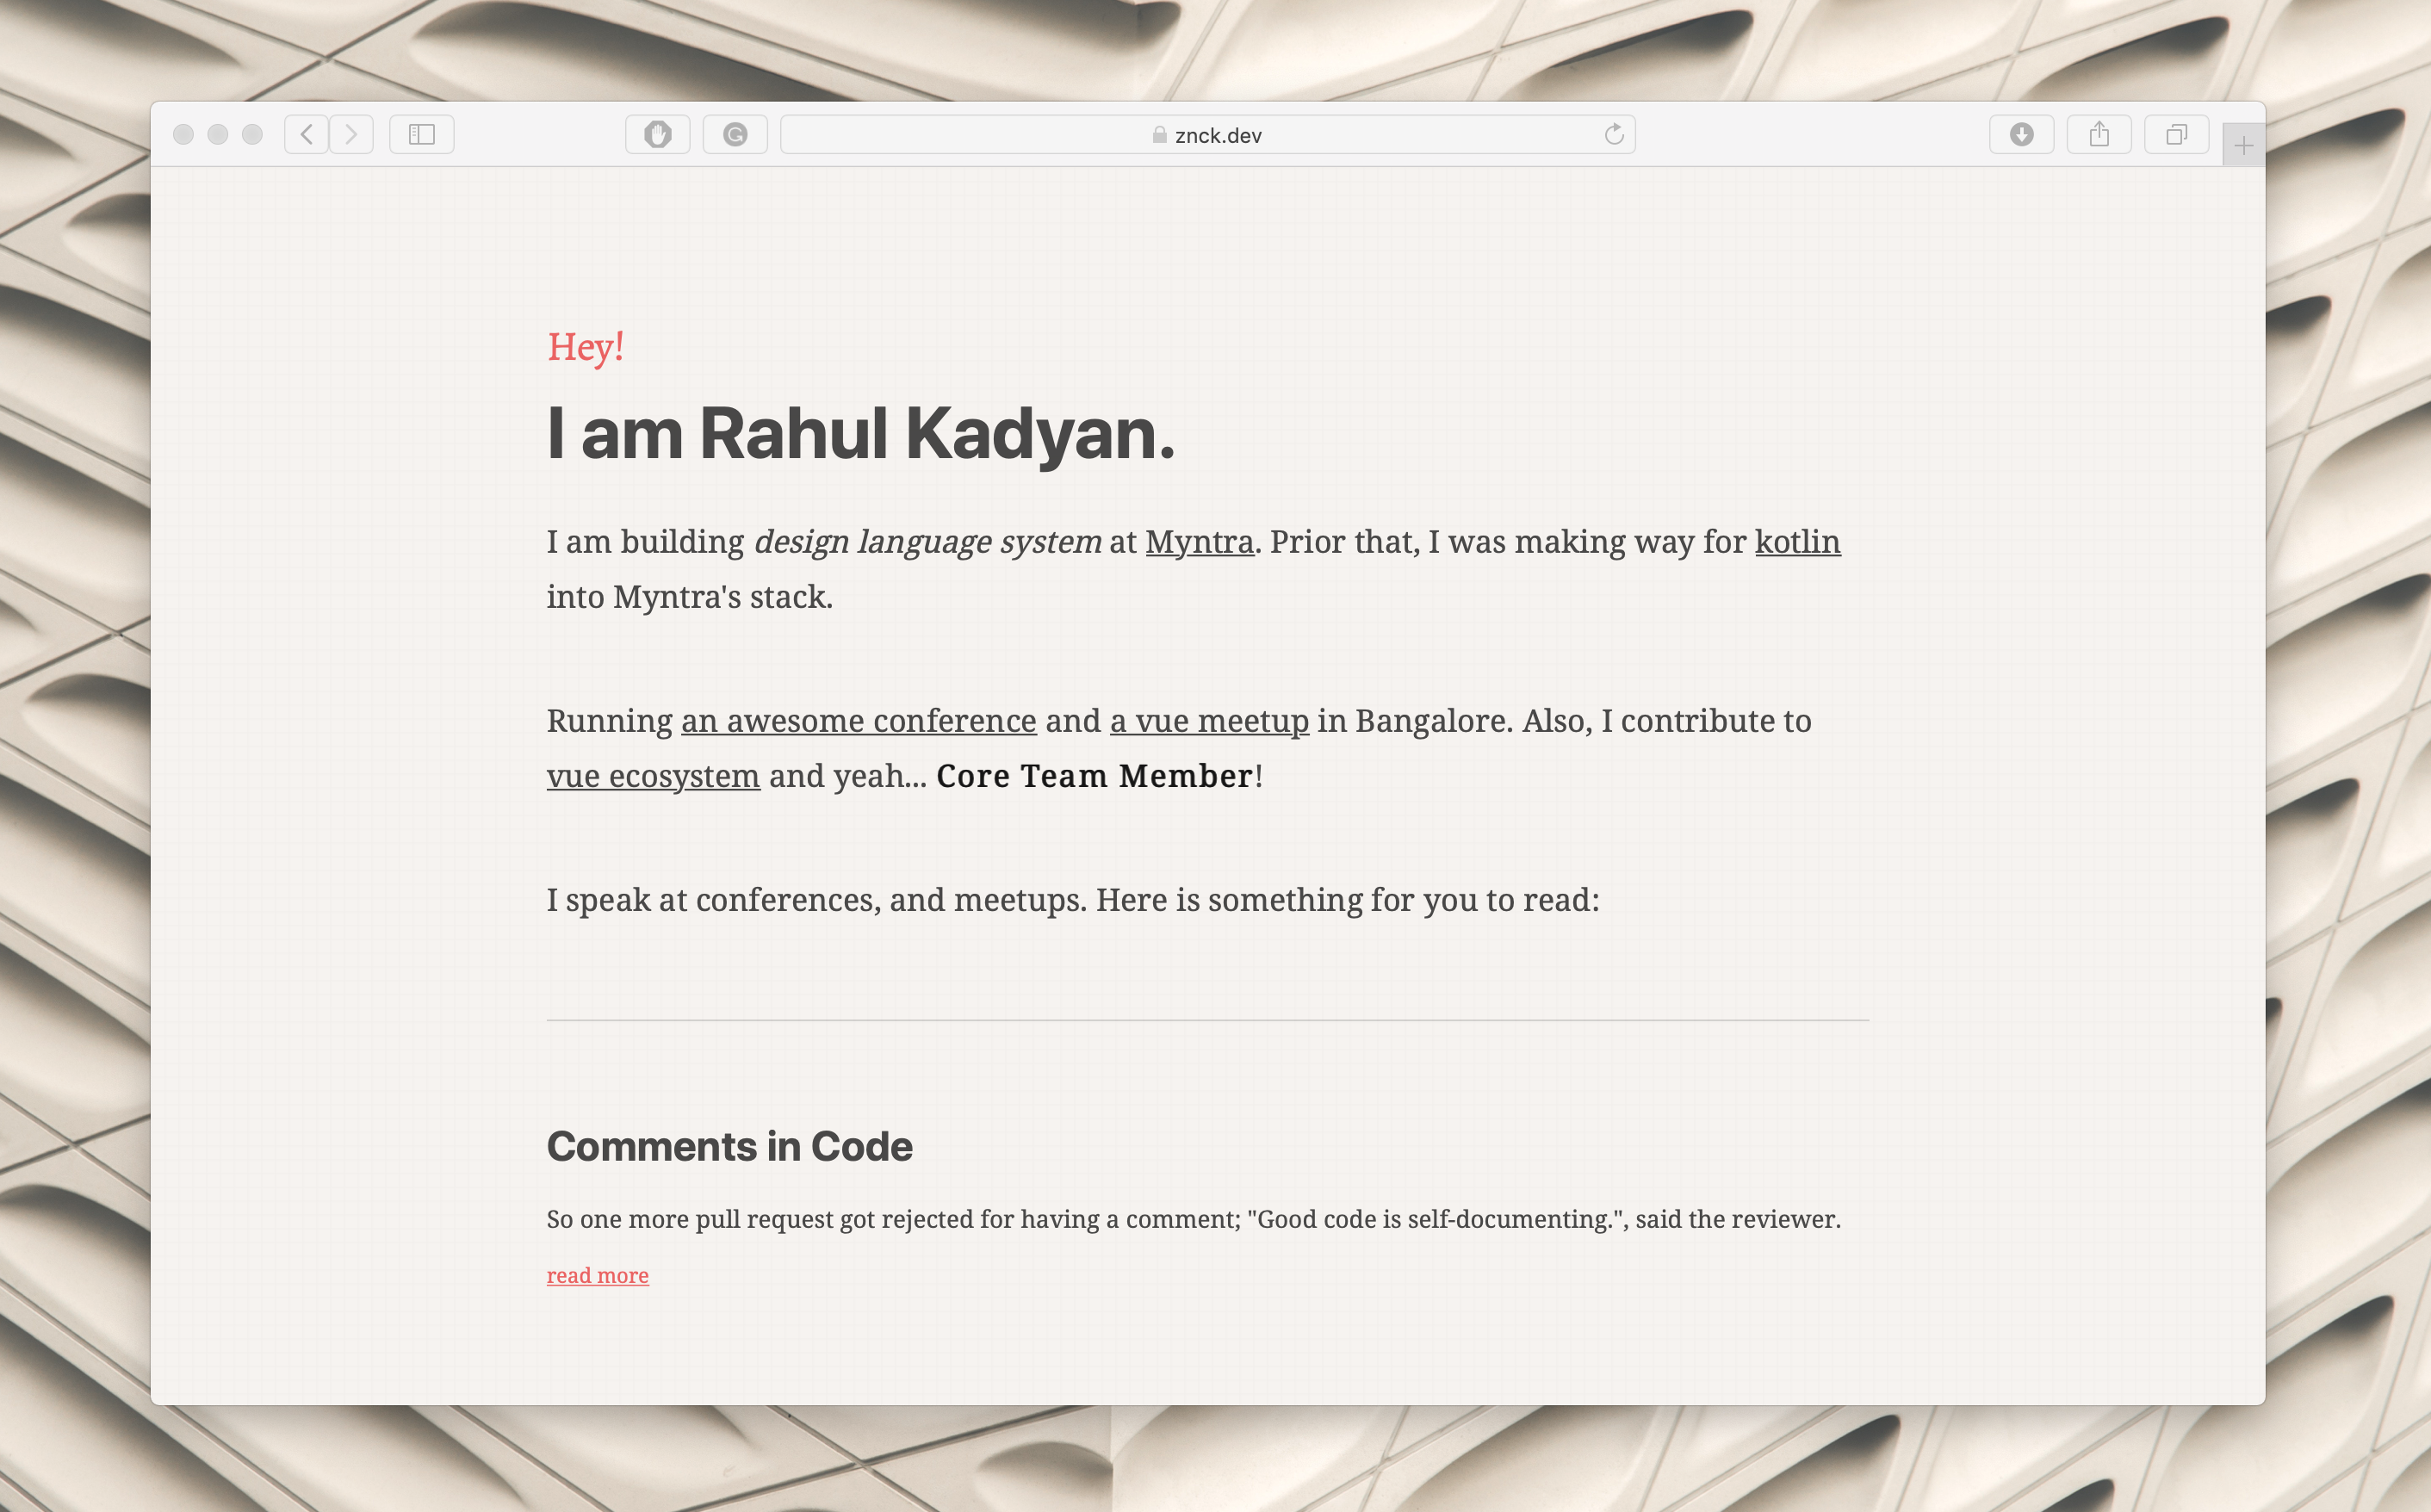 znck.dev
Hey!
I am Rahul Kadyan.
I am building design language system at Myntra. Prior that, I was making way for kotlin
into Myntra's stack.
Running an awesome conference and a vue meetup in Bangalore. Also, I contribute to
vue ecosystem and yeah... Core Team Member!
I speak at conferences, and meetups. Here is something for you to read:
Comments in Code
So one more pull request got rejected for having a comment; "Good code is self-documenting.", said the reviewer.
read more